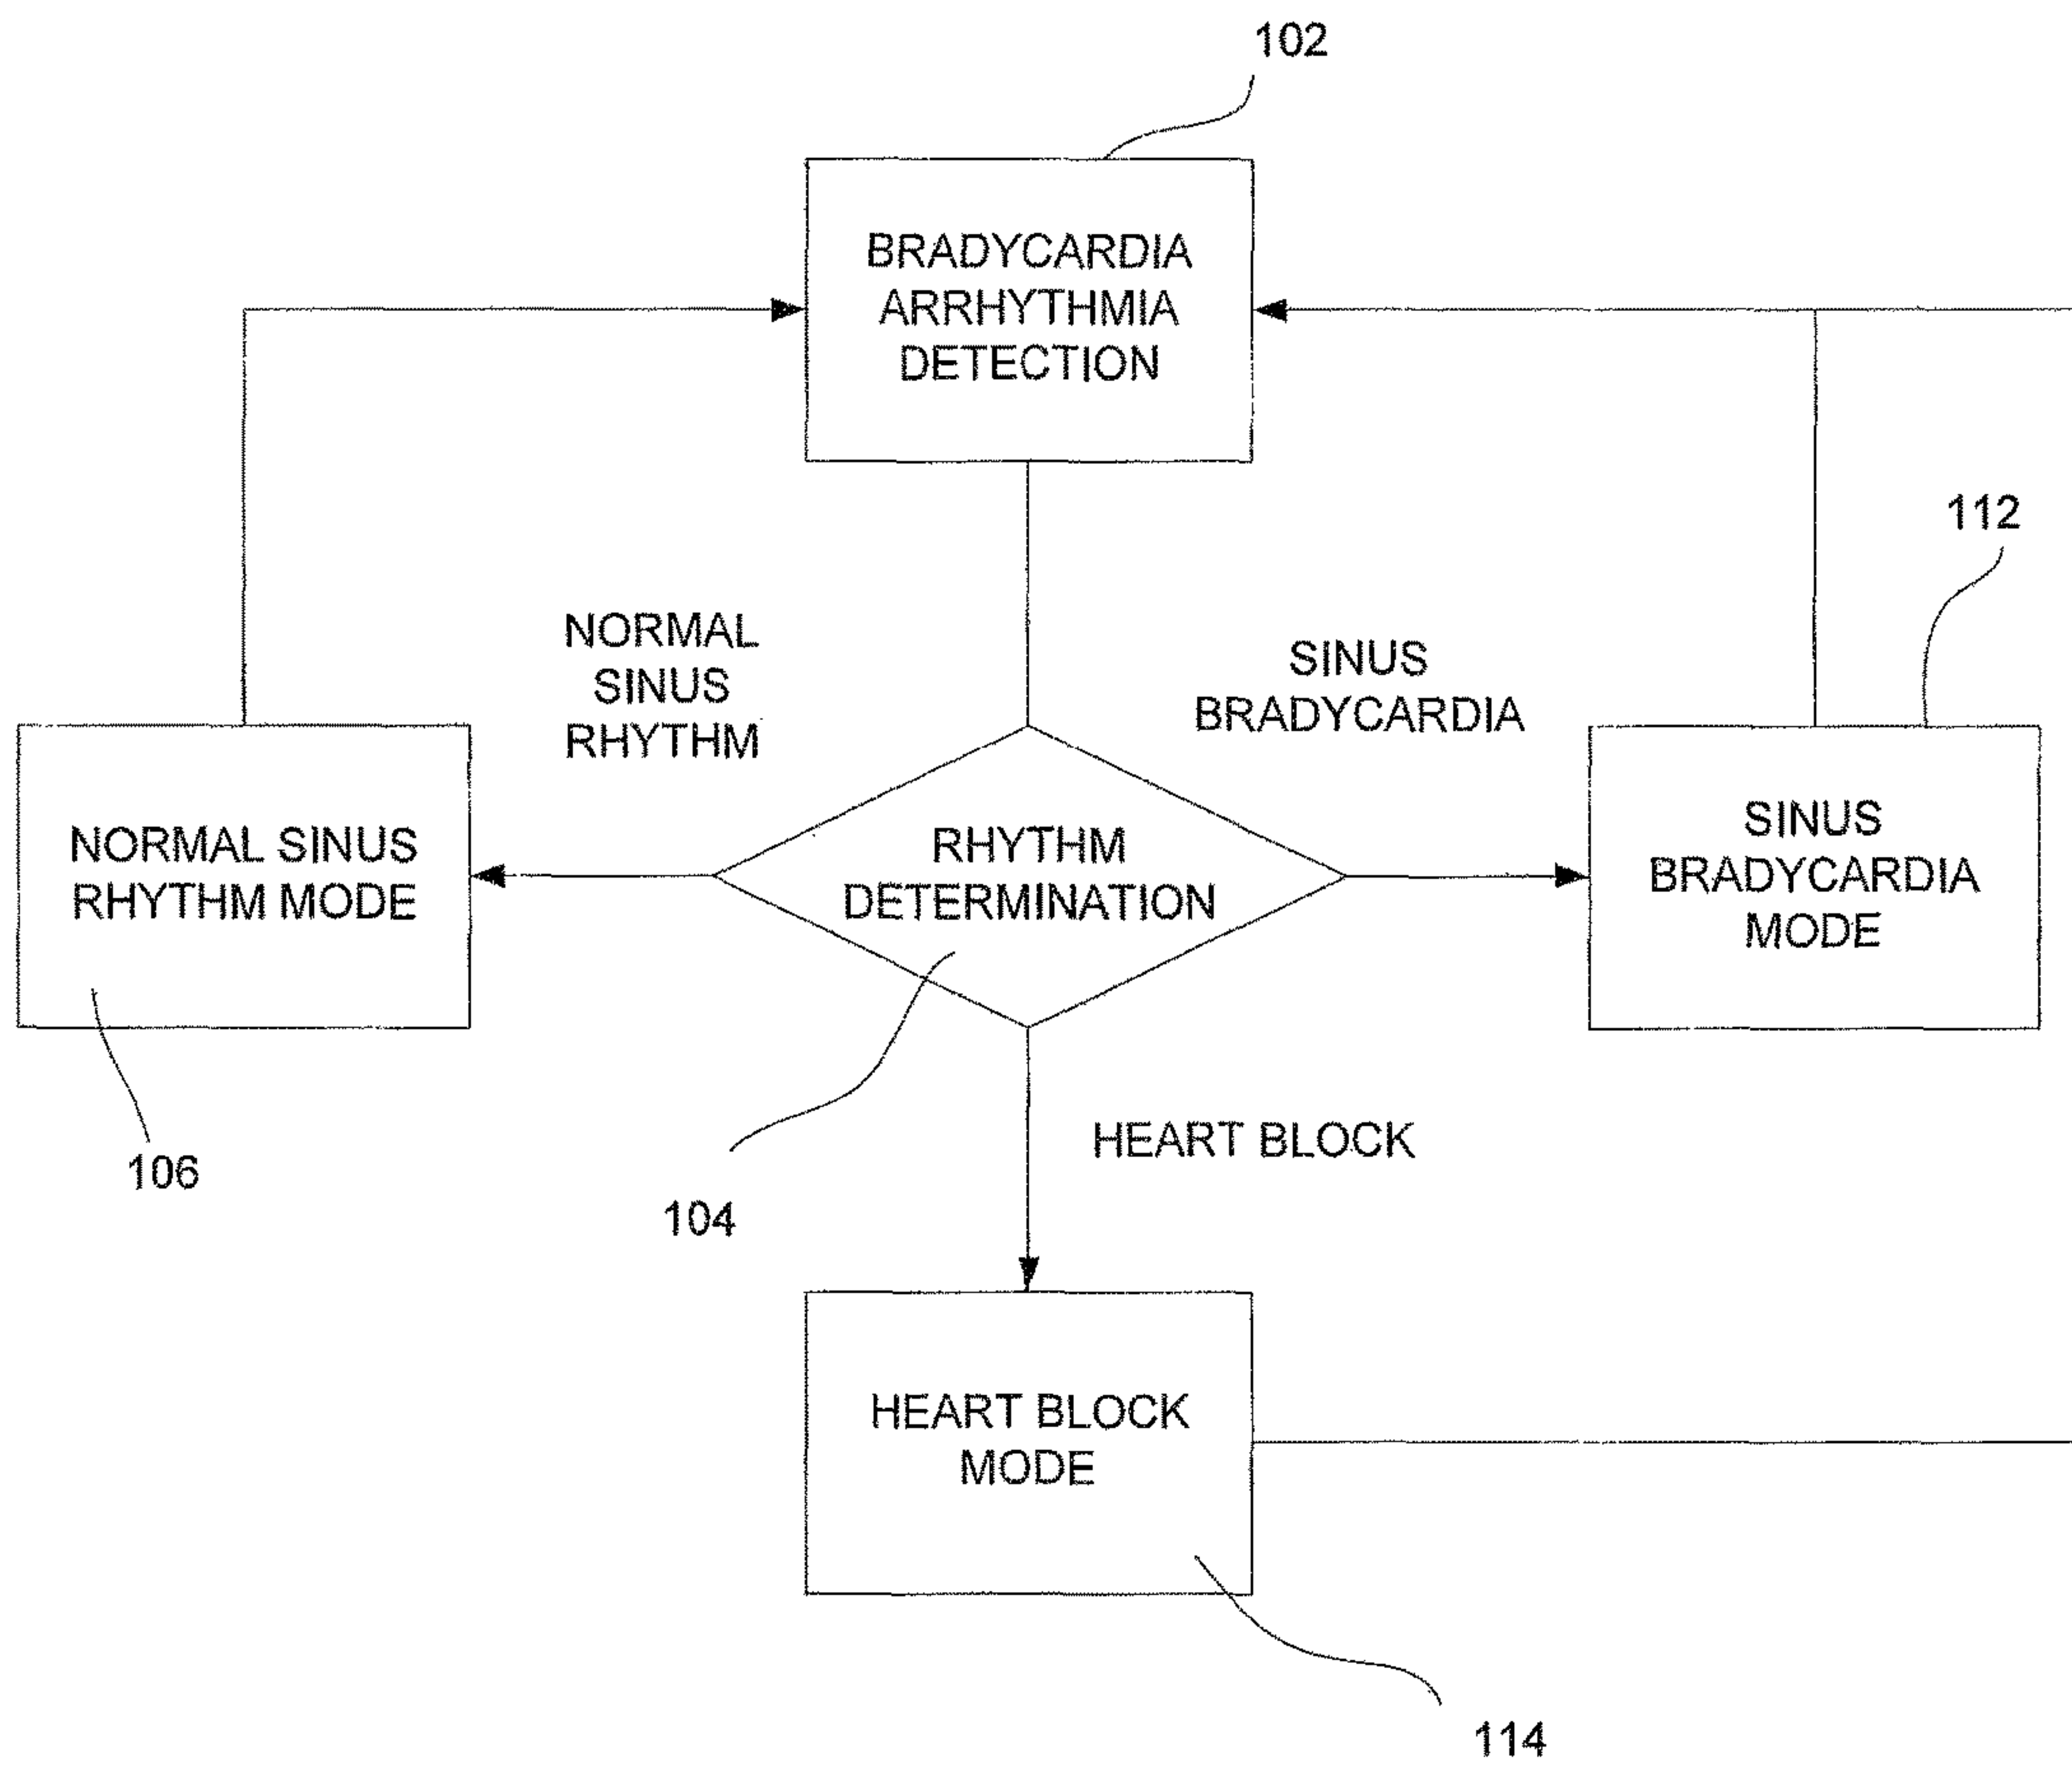 102
BRADYCARDIA
ARRHYTHMIA
DETECTION
112
NORMAL
SINUS
RHYTHM
SINUS
BRADYCARDIA
NORMAL SINUS
RHYTHM MODE
RHYTHM
DETERMINATION
SINUS
BRADYCARDIA
MODE
106
104
HEART BLOCK
HEART BLOCK
MODE
114